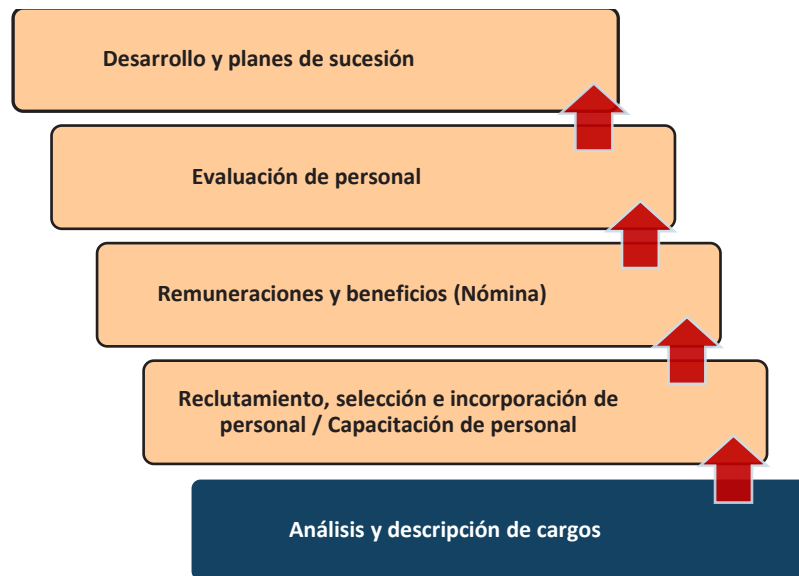 Desarrollo y planes de sucesión
Evaluación de personal
Remuneraciones y beneficios (Nómina)
Reclutamiento, selección e incorporación de
personal / Capacitación de personal
Análisis y descripción de cargos